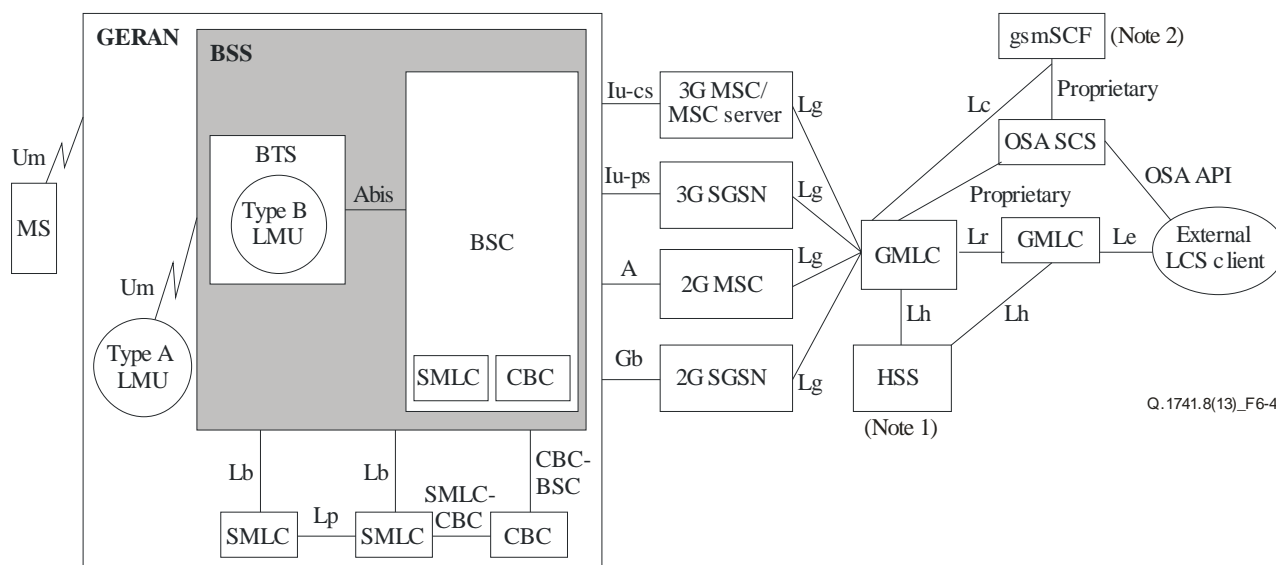 GERAN
BSS
gsmSCF
(Note 2)
Iu-cs
3G MSC/
MSC server
Lg
Lc
Proprietary
Um
BTS
OSA SCS
OSA API
MS
Type B
LMU
Abis
BSC
Iu-ps
3G SGSN
Lg
Proprietary
GMLC
Lr
GMLC
Le
External
LCS client
Um
A
2G MSC
Lg
Lh
Lh
Type A
LMU
SMLC
CBC
Gb
2G SGSN
Lg
HSS
(Note 1)
Q.1741.8(13)_F6-4
Lb
Lb
CBC-
BSC
Lp
SMLC-
CBC
SMLC
SMLC
CBC